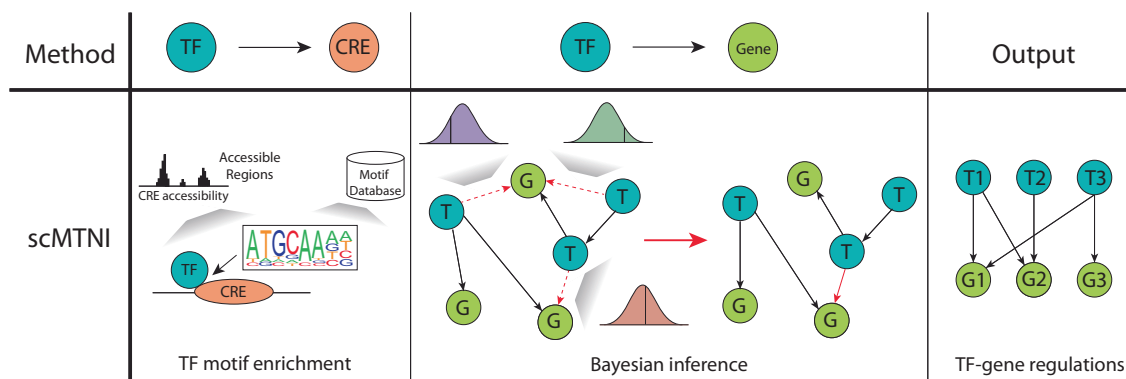 Method
TF
CRE
TF
Gene
Output
scMTNI
Accessible
Regions
CRE accessibility
Motif
Database
ATGCAA
TF
CRE
TF motif enrichment
G
T
T
T
G
G
G
T
T
T
G
G
Bayesian inference
T1
T2
T3
G1
G2
G3
TF-gene regulations